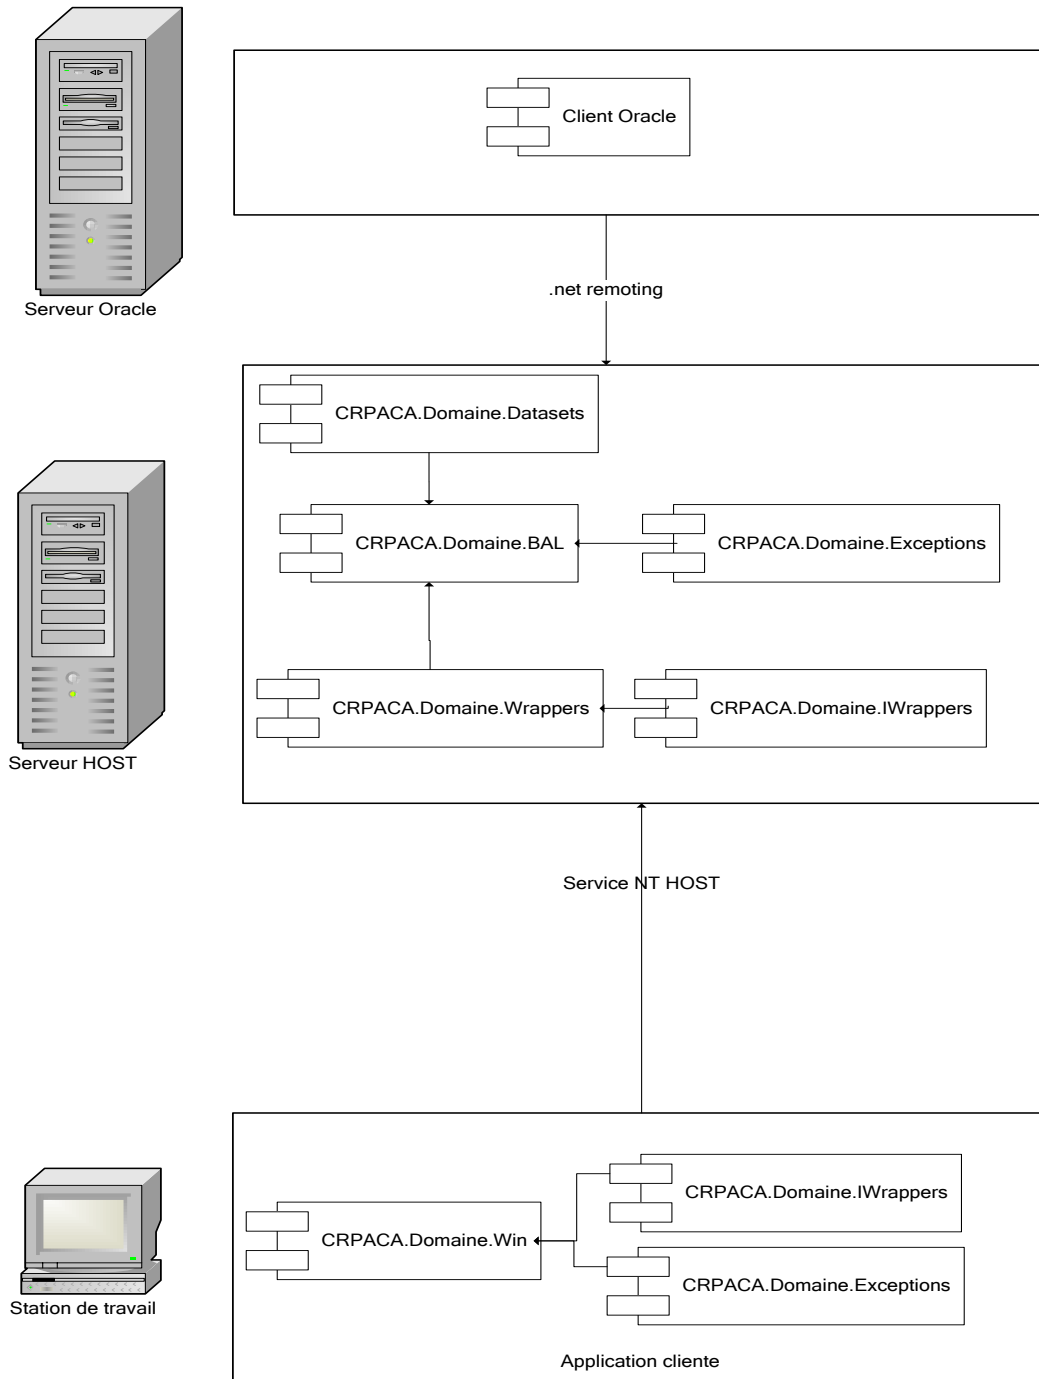 Client Oracle
Serveur Oracle
.net remoting
CRPACA.Domaine.Datasets
CRPACA.Domaine.BAL
CRPACA.Domaine.Exceptions
CRPACA.Domaine.Wrappers
CRPACA.Domaine.IWrappers
Serveur HOST
Service NT HOST
CRPACA.Domaine.IWrappers
CRPACA.Domaine.Win
CRPACA.Domaine.Exceptions
Station de travail
Application cliente